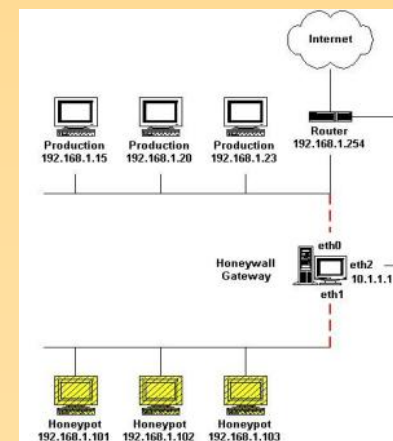 Internet
Router
192.168.1.254
Production
192.168.1.15
Production
192.168.1.20
Production
192.168.1.23
eth0
Honeywall
Gateway
eth2
10.1.1.1
eth1
Honeypot
192.168.1.101
Honeypot
192.168.1.102
Honeypot
192.168.1.103